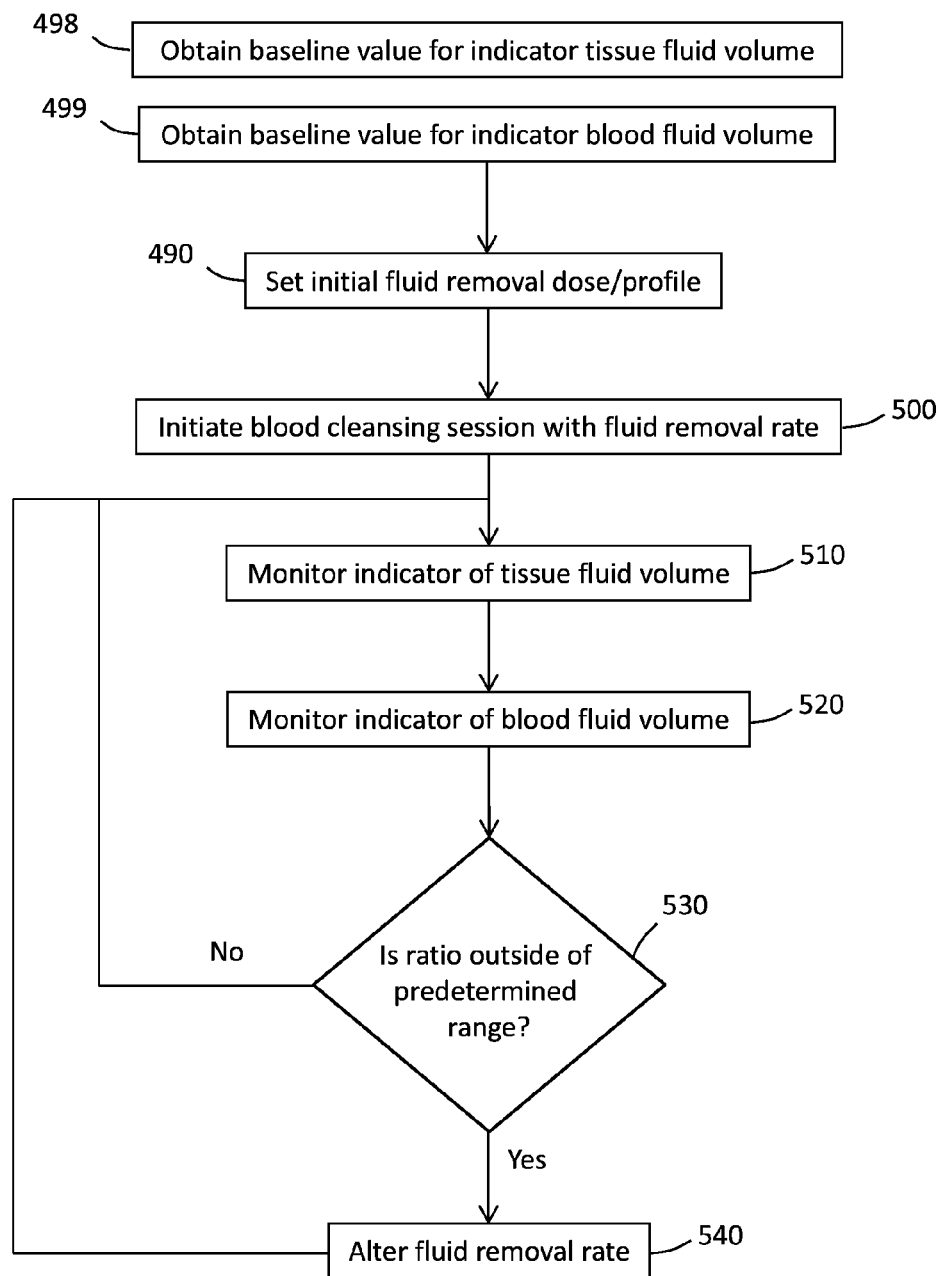 498
Obtain baseline value for indicator tissue fluid volume
499
Obtain baseline value for indicator blood fluid volume
490
Set initial fluid removal dose/profile
500
Initiate blood cleansing session with fluid removal rate
510
Monitor indicator of tissue fluid volume
520
Monitor indicator of blood fluid volume
530
No
Is ratio outside of
predetermined
range?
Yes
540
Alter fluid removal rate